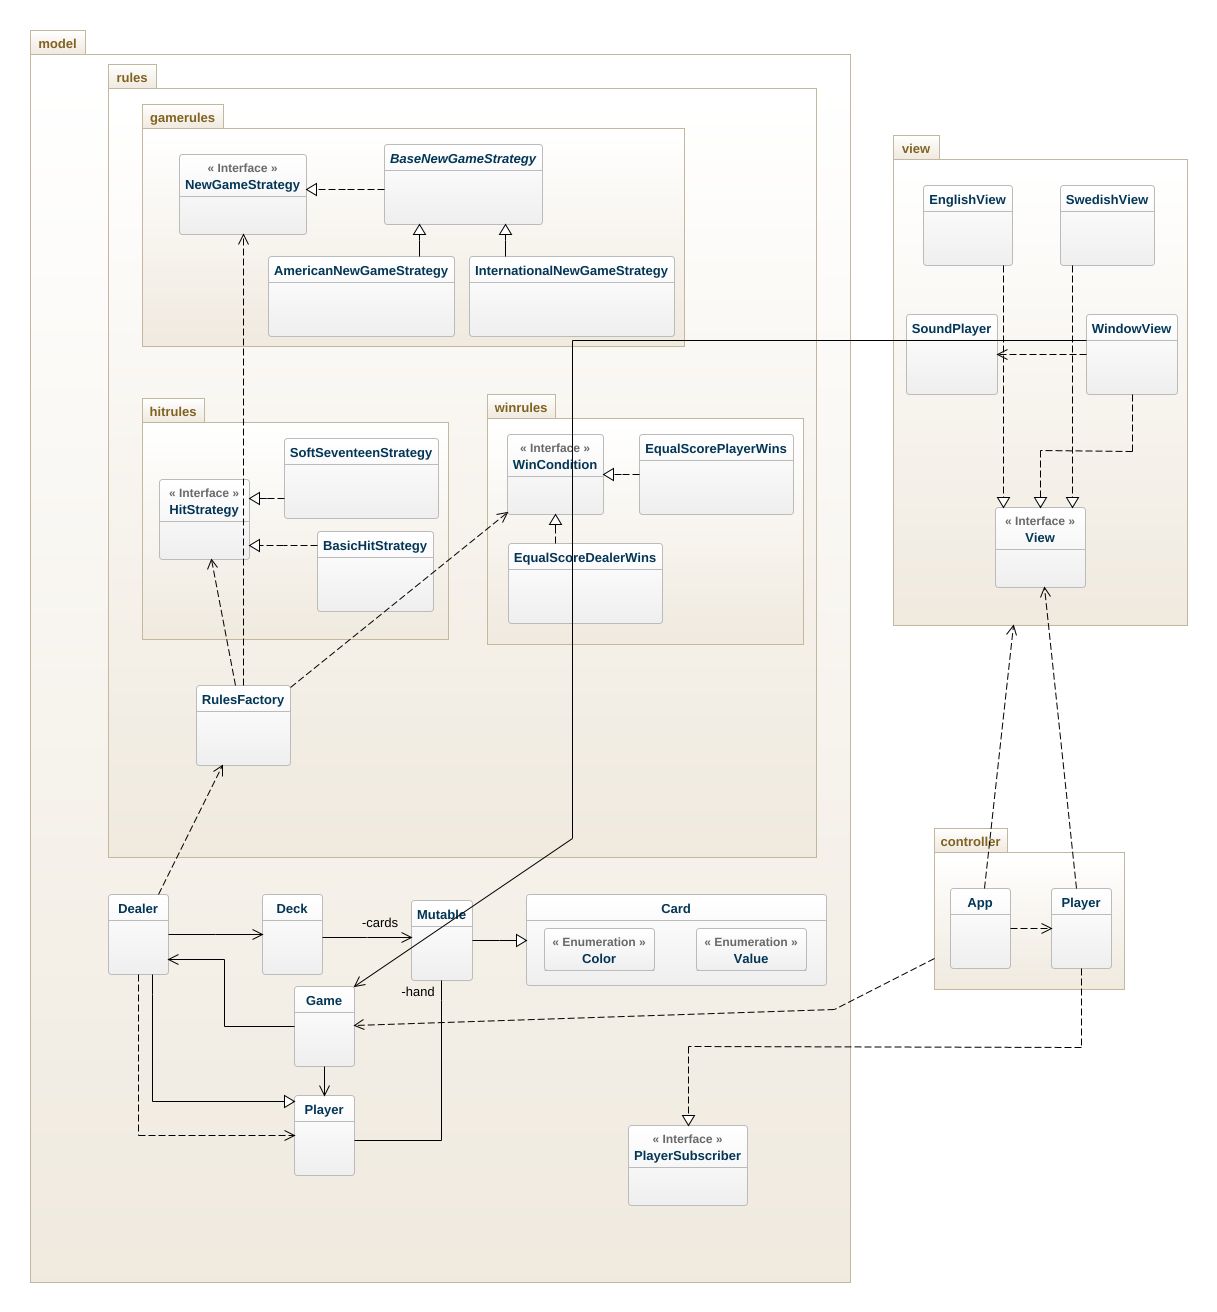 model
rules
gamerules
« Interface »
NewGameStrategy
BaseNewGameStrategy
AmericanNewGameStrategy
InternationalNewGameStrategy
hitrules
SoftSeventeenStrategy
« Interface »
HitStrategy
BasicHitStrategy
winrules
« Interface »
WinCondition
EqualScorePlayerWins
EqualScoreDealerWins
RulesFactory
Dealer
Deck
-cards
Mutable
Card
« Enumeration »
Color
« Enumeration »
Value
-hand
Game
Player
« Interface »
PlayerSubscriber
view
EnglishView
SwedishView
SoundPlayer
WindowView
« Interface »
View
controller
App
Player